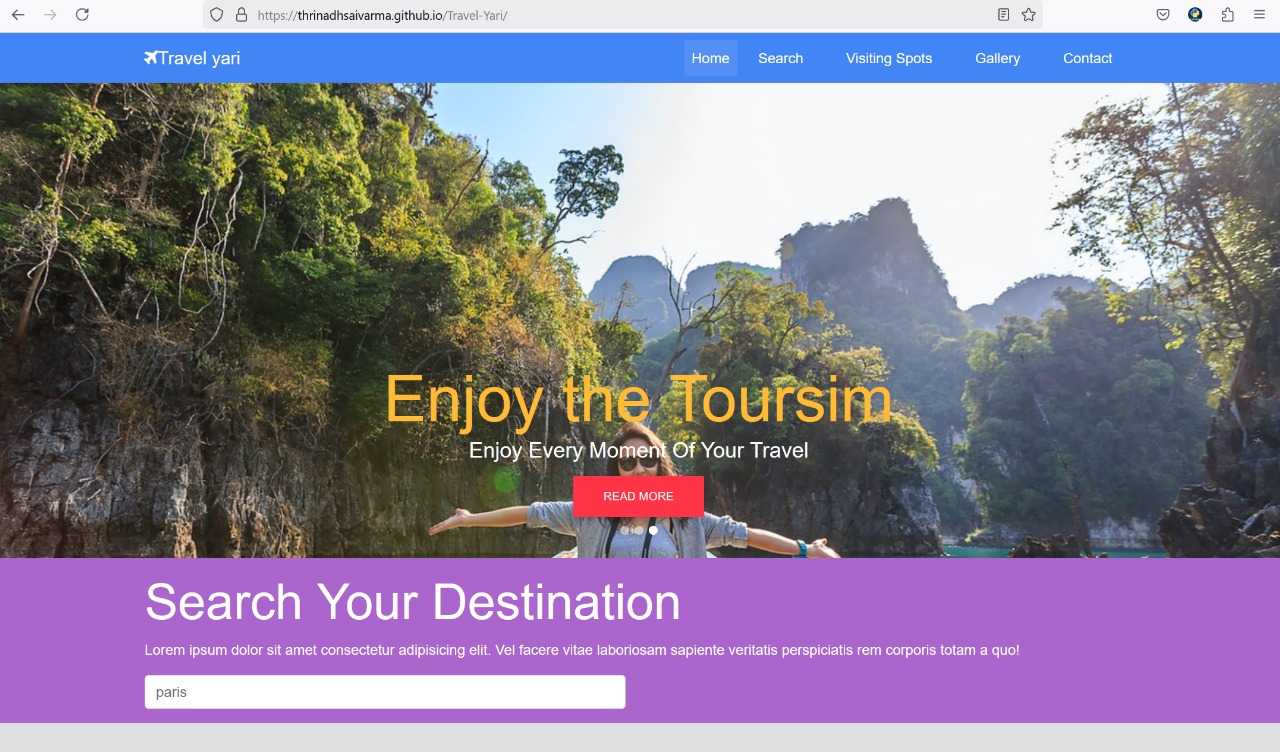 https://thrinadhsaivarma.github.io/Travel-Yari/
Travel yari
Home Search Visiting Spots Gallery Contact
Enjoy the Toursim
Enjoy Every Moment Of Your Travel
READ MORE
Search Your Destination
Lorem ipsum dolor sit amet consectetur adipisicing elit. Vel facere vitae laboriosam sapiente veritatis perspiciatis rem corporis totam a quo!
paris